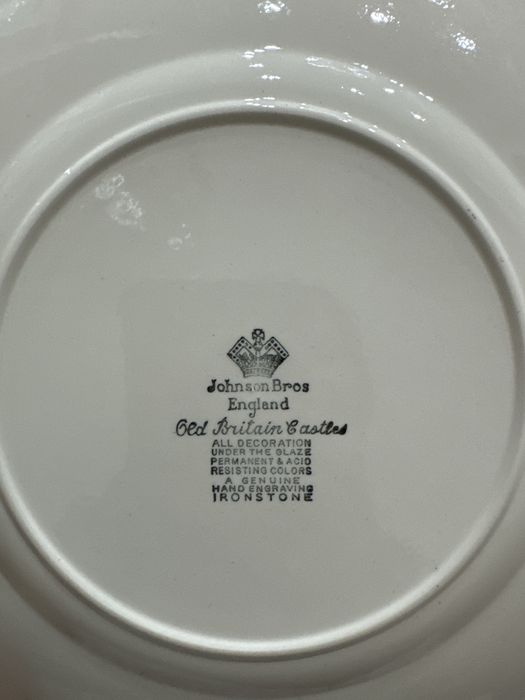 Johnson Bros
England
Old Britain Castles
ALL DECORATION
UNDER THE GLAZE
PERMANENT & ACID
RESISTING COLORS
A GENUINE
HAND ENGRAVING
IRONSTONE